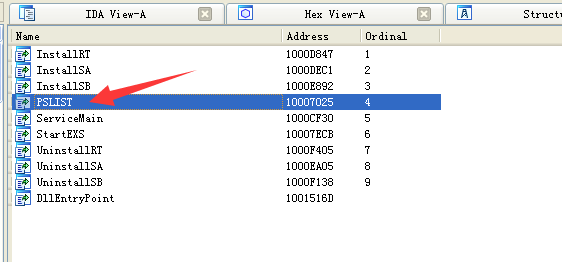 IDA View-A Hex View-A Structu
Name Address Ordinal
InstallRT 1000D847 1
InstallSA 1000DEC1 2
InstallSB 1000E892 3
PSLIST 10007025 4
ServiceMain 1000CF30 5
StartEXS 10007ECB 6
UninstallRT 1000F405 7
UninstallSA 1000EA05 8
UninstallSB 1000F138 9
DllEntryPoint 1001516D